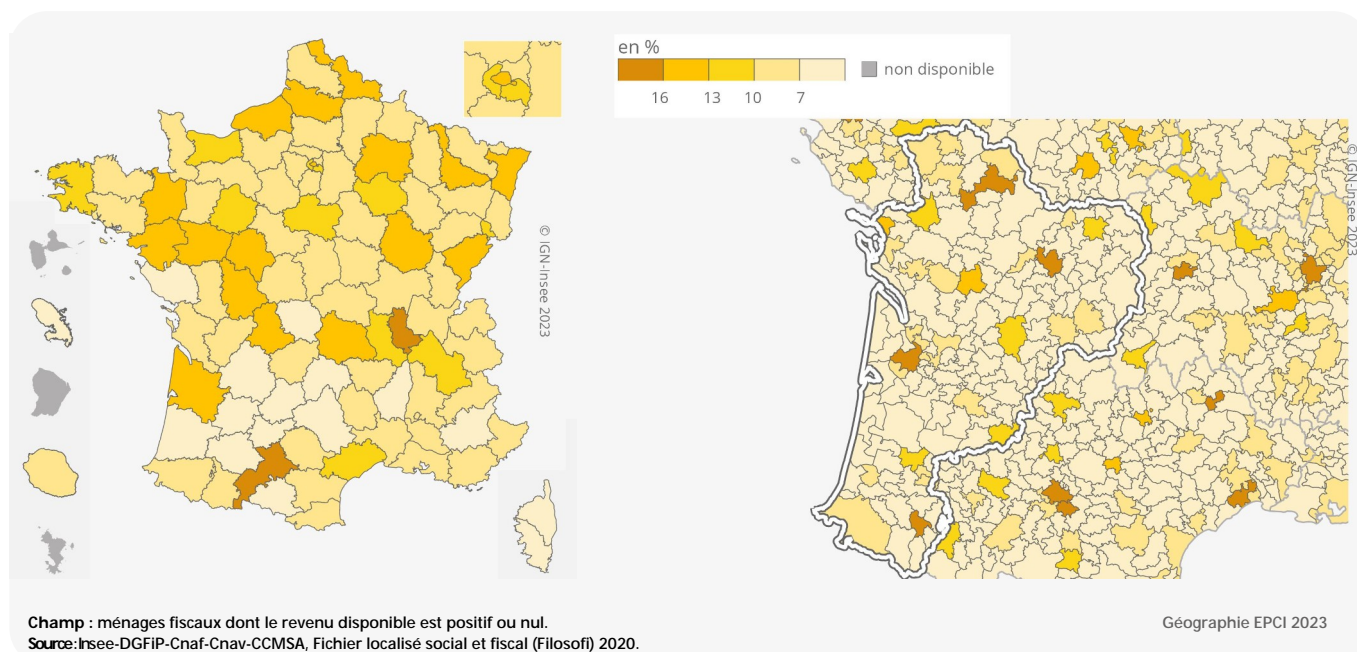 en %
16 13 10 7
non disponible
© IGN-Insee 2023
© IGN-Insee 2023
Champ : ménages fiscaux dont le revenu disponible est positif ou nul.
Source:Insee-DGFiP-Cnaf-Cnav-CCMSA, Fichier localisé social et fiscal (Filosofi) 2020.
Géographie EPCI 2023